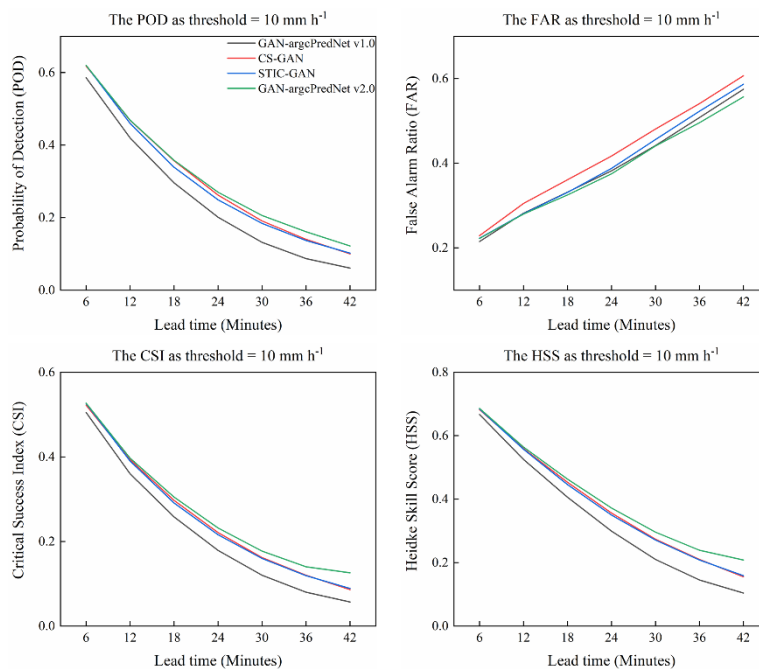 The POD as threshold = 10 mm h-1
GAN-argcPredNet v1.0
CS-GAN
STIC-GAN
GAN-argcPredNet v2.0
Probability of Detection (POD)
0.6
0.4
0.2
0.0
6 12 18 24 30 36 42
Lead time (Minutes)
The FAR as threshold = 10 mm h-1
False Alarm Ratio (FAR)
0.6
0.4
0.2
6 12 18 24 30 36 42
Lead time (Minutes)
The CSI as threshold = 10 mm h-1
Critical Success Index (CSI)
0.6
0.4
0.2
0.0
6 12 18 24 30 36 42
Lead time (Minutes)
The HSS as threshold = 10 mm h-1
Heidke Skill Score (HSS)
0.8
0.6
0.4
0.2
0.0
6 12 18 24 30 36 42
Lead time (Minutes)